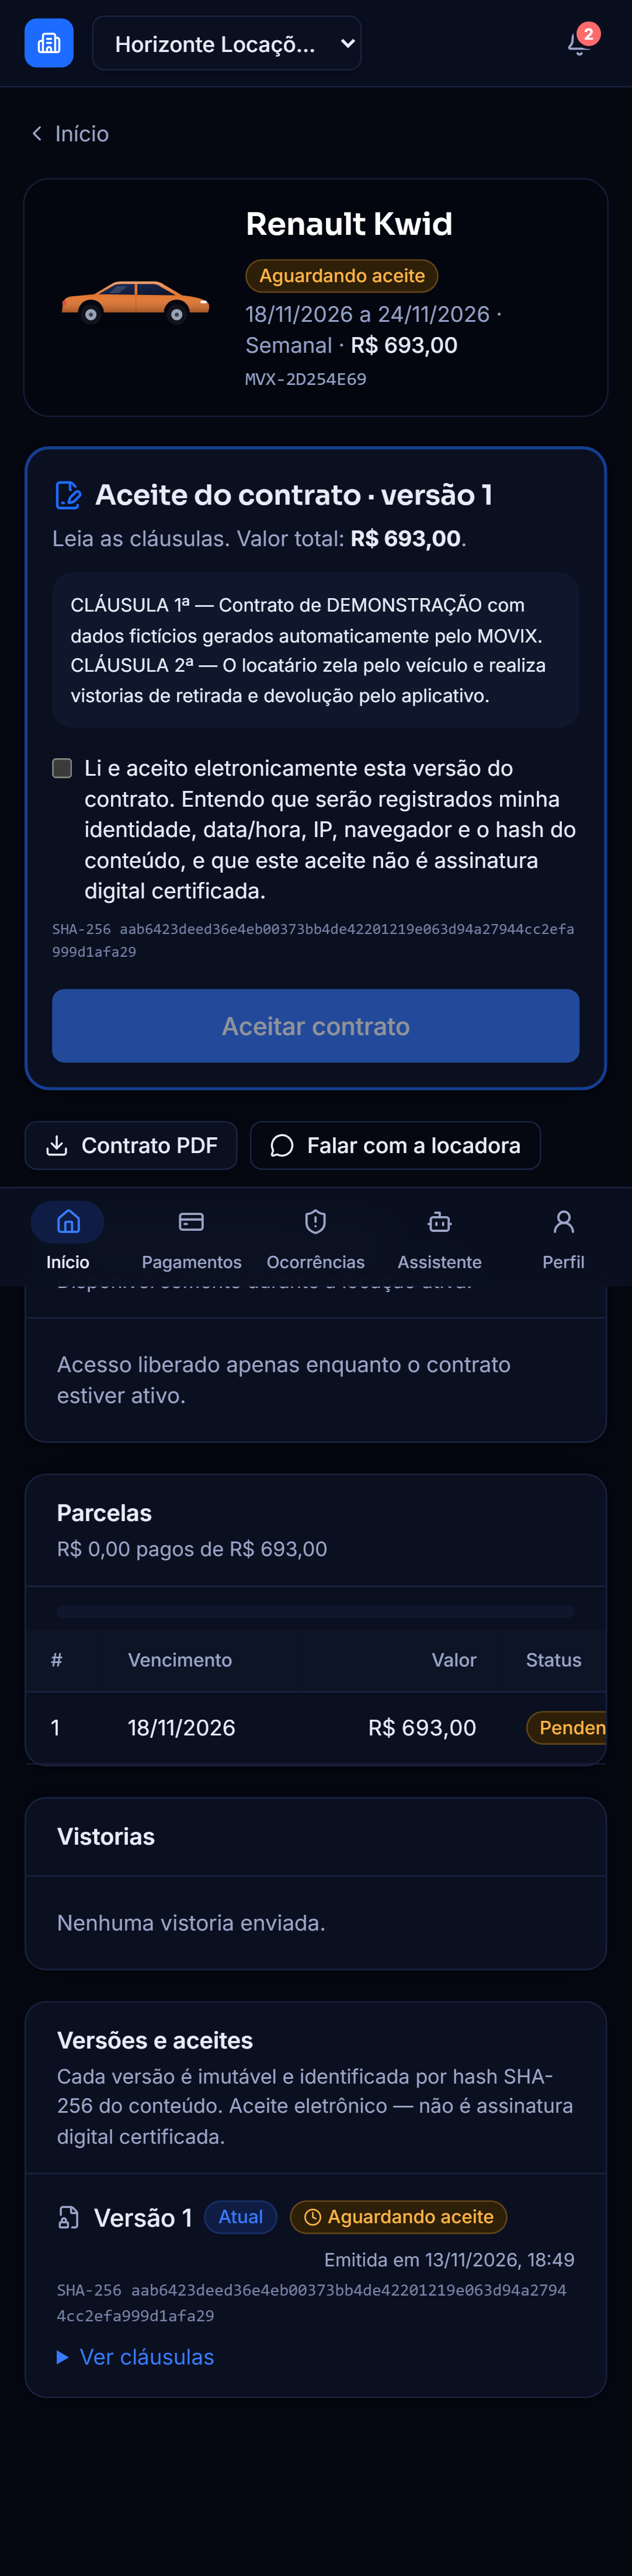 Horizonte Locaçõ...
2
Início
Renault Kwid
Aguardando aceite
18/11/2026 a 24/11/2026 ·
Semanal · R$ 693,00
MVX-2D254E69
Aceite do contrato · versão 1
Leia as cláusulas. Valor total: R$ 693,00.
CLÁUSULA 1ª — Contrato de DEMONSTRAÇÃO com
dados fictícios gerados automaticamente pelo MOVIX.
CLÁUSULA 2ª — O locatário zela pelo veículo e realiza
vistorias de retirada e devolução pelo aplicativo.
Li e aceito eletronicamente esta versão do
contrato. Entendo que serão registrados minha
identidade, data/hora, IP, navegador e o hash do
conteúdo, e que este aceite não é assinatura
digital certificada.
SHA-256 aab6423deed36e4eb00373bb4de42201219e063d94a27944cc2efa
999d1afa29
Aceitar contrato
Contrato PDF
Falar com a locadora
Início
Pagamentos
Ocorrências
Assistente
Perfil
Disponível somente durante a locação ativa.
Acesso liberado apenas enquanto o contrato
estiver ativo.
Parcelas
R$ 0,00 pagos de R$ 693,00
# Vencimento Valor Status
1 18/11/2026 R$ 693,00 Penden
Vistorias
Nenhuma vistoria enviada.
Versões e aceites
Cada versão é imutável e identificada por hash SHA-
256 do conteúdo. Aceite eletrônico — não é assinatura
digital certificada.
Versão 1 Atual Aguardando aceite
Emitida em 13/11/2026, 18:49
SHA-256 aab6423deed36e4eb00373bb4de42201219e063d94a2794
4cc2efa999d1afa29
Ver cláusulas